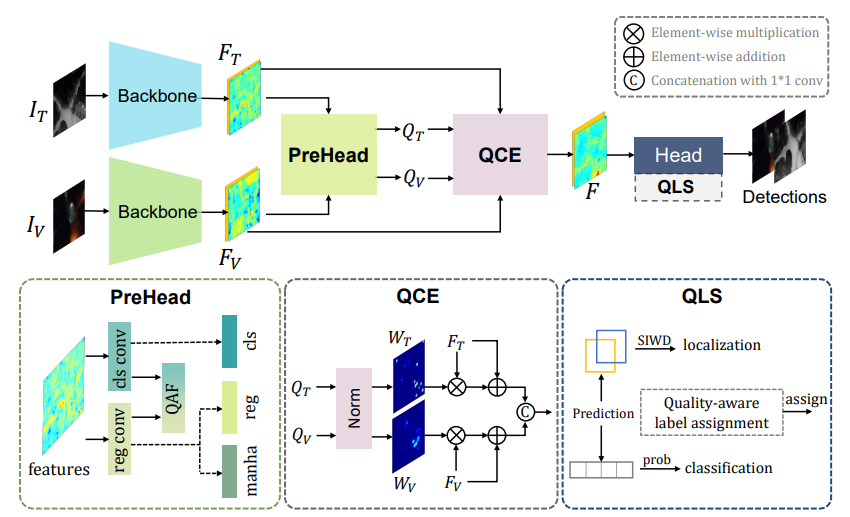 Element-wise multiplication
Element-wise addition
C Concatenation with 1*1 conv
I_T
Backbone
F_T
PreHead
Q_T
Q_V
QCE
F
Head
QLS
Detections
I_V
Backbone
F_V
PreHead
features
cls conv
reg conv
QAF
cls
reg
manha
QCE
Q_T
Q_V
Norm
W_T
W_V
F_T
F_V
C
QLS
SIWD
localization
Prediction
Quality-aware
label assignment
assign
prob
classification